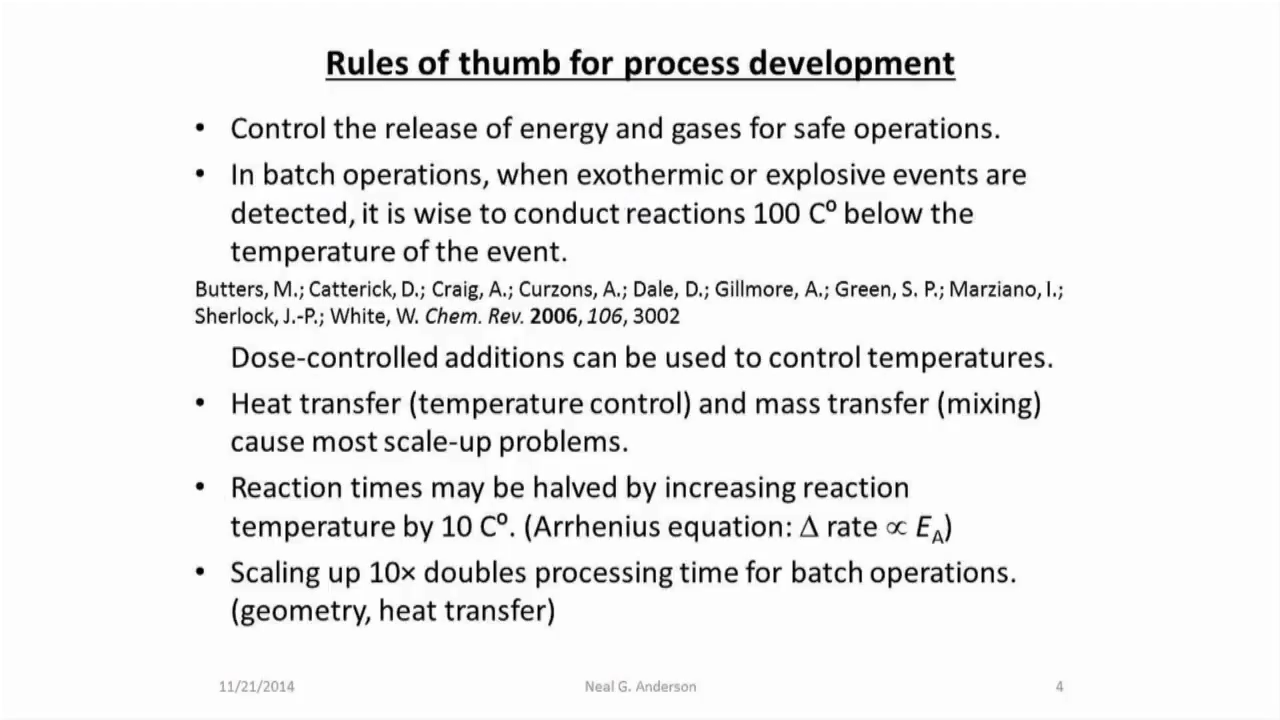 Rules of thumb for process development
• Control the release of energy and gases for safe operations.
• In batch operations, when exothermic or explosive events are
detected, it is wise to conduct reactions 100 Cº below the
temperature of the event.
Butters, M.; Catterick, D.; Craig, A.; Curzons, A.; Dale, D.; Gillmore, A.; Green, S. P.; Marziano, I.;
Sherlock, J.-P.; White, W. Chem. Rev. 2006, 106, 3002
Dose-controlled additions can be used to control temperatures.
• Heat transfer (temperature control) and mass transfer (mixing)
cause most scale-up problems.
• Reaction times may be halved by increasing reaction
temperature by 10 Cº. (Arrhenius equation: Δ rate ∝ EA)
• Scaling up 10× doubles processing time for batch operations.
(geometry, heat transfer)
11/21/2014 Neal G. Anderson 4